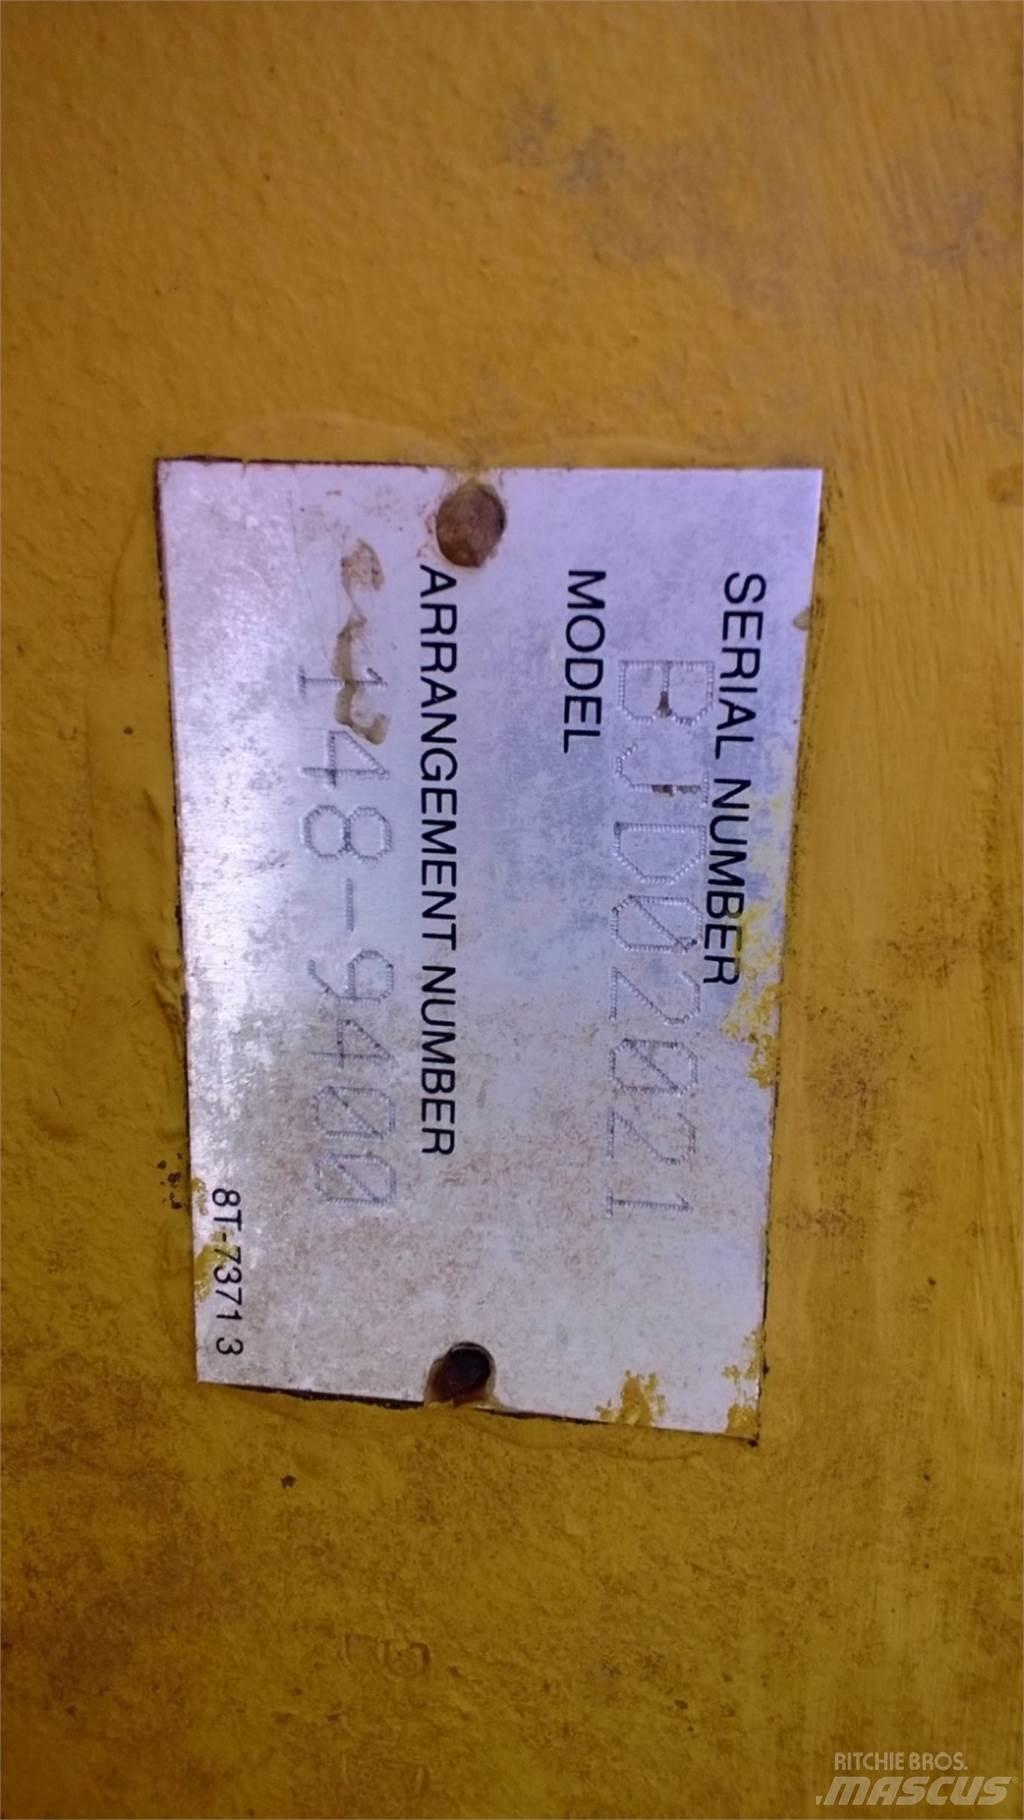 SERIAL NUMBER
BJD02021
MODEL
ARRANGEMENT NUMBER
148-9400
8T-7371 3
RITCHIE BROS.
MASCUS